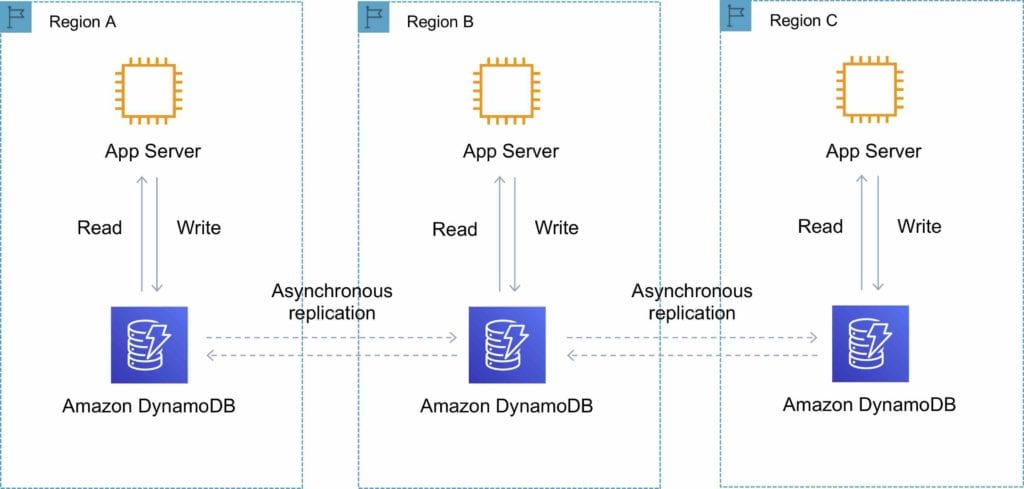 Region A
Region B
Region C
App Server
App Server
App Server
Read
Write
Read
Write
Read
Write
Asynchronous
replication
Asynchronous
replication
Amazon DynamoDB
Amazon DynamoDB
Amazon DynamoDB